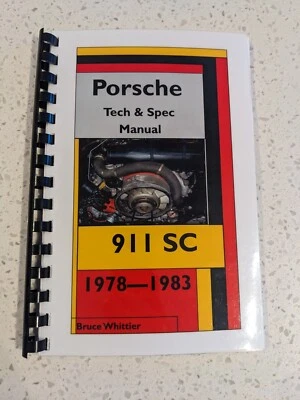 Porsche
Tech & Spec
Manual
911 SC
1978—1983
Bruce Whittier